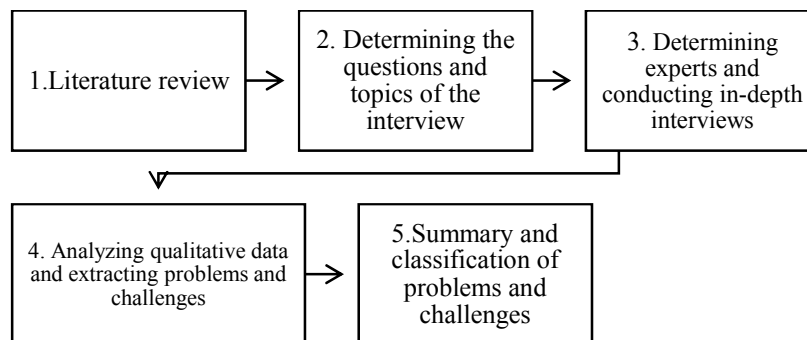 1.Literature review
2. Determining the
questions and
topics of the
interview
3. Determining
experts and
conducting in-depth
interviews
4. Analyzing qualitative data
and extracting problems and
challenges
5.Summary and
classification of
problems and
challenges